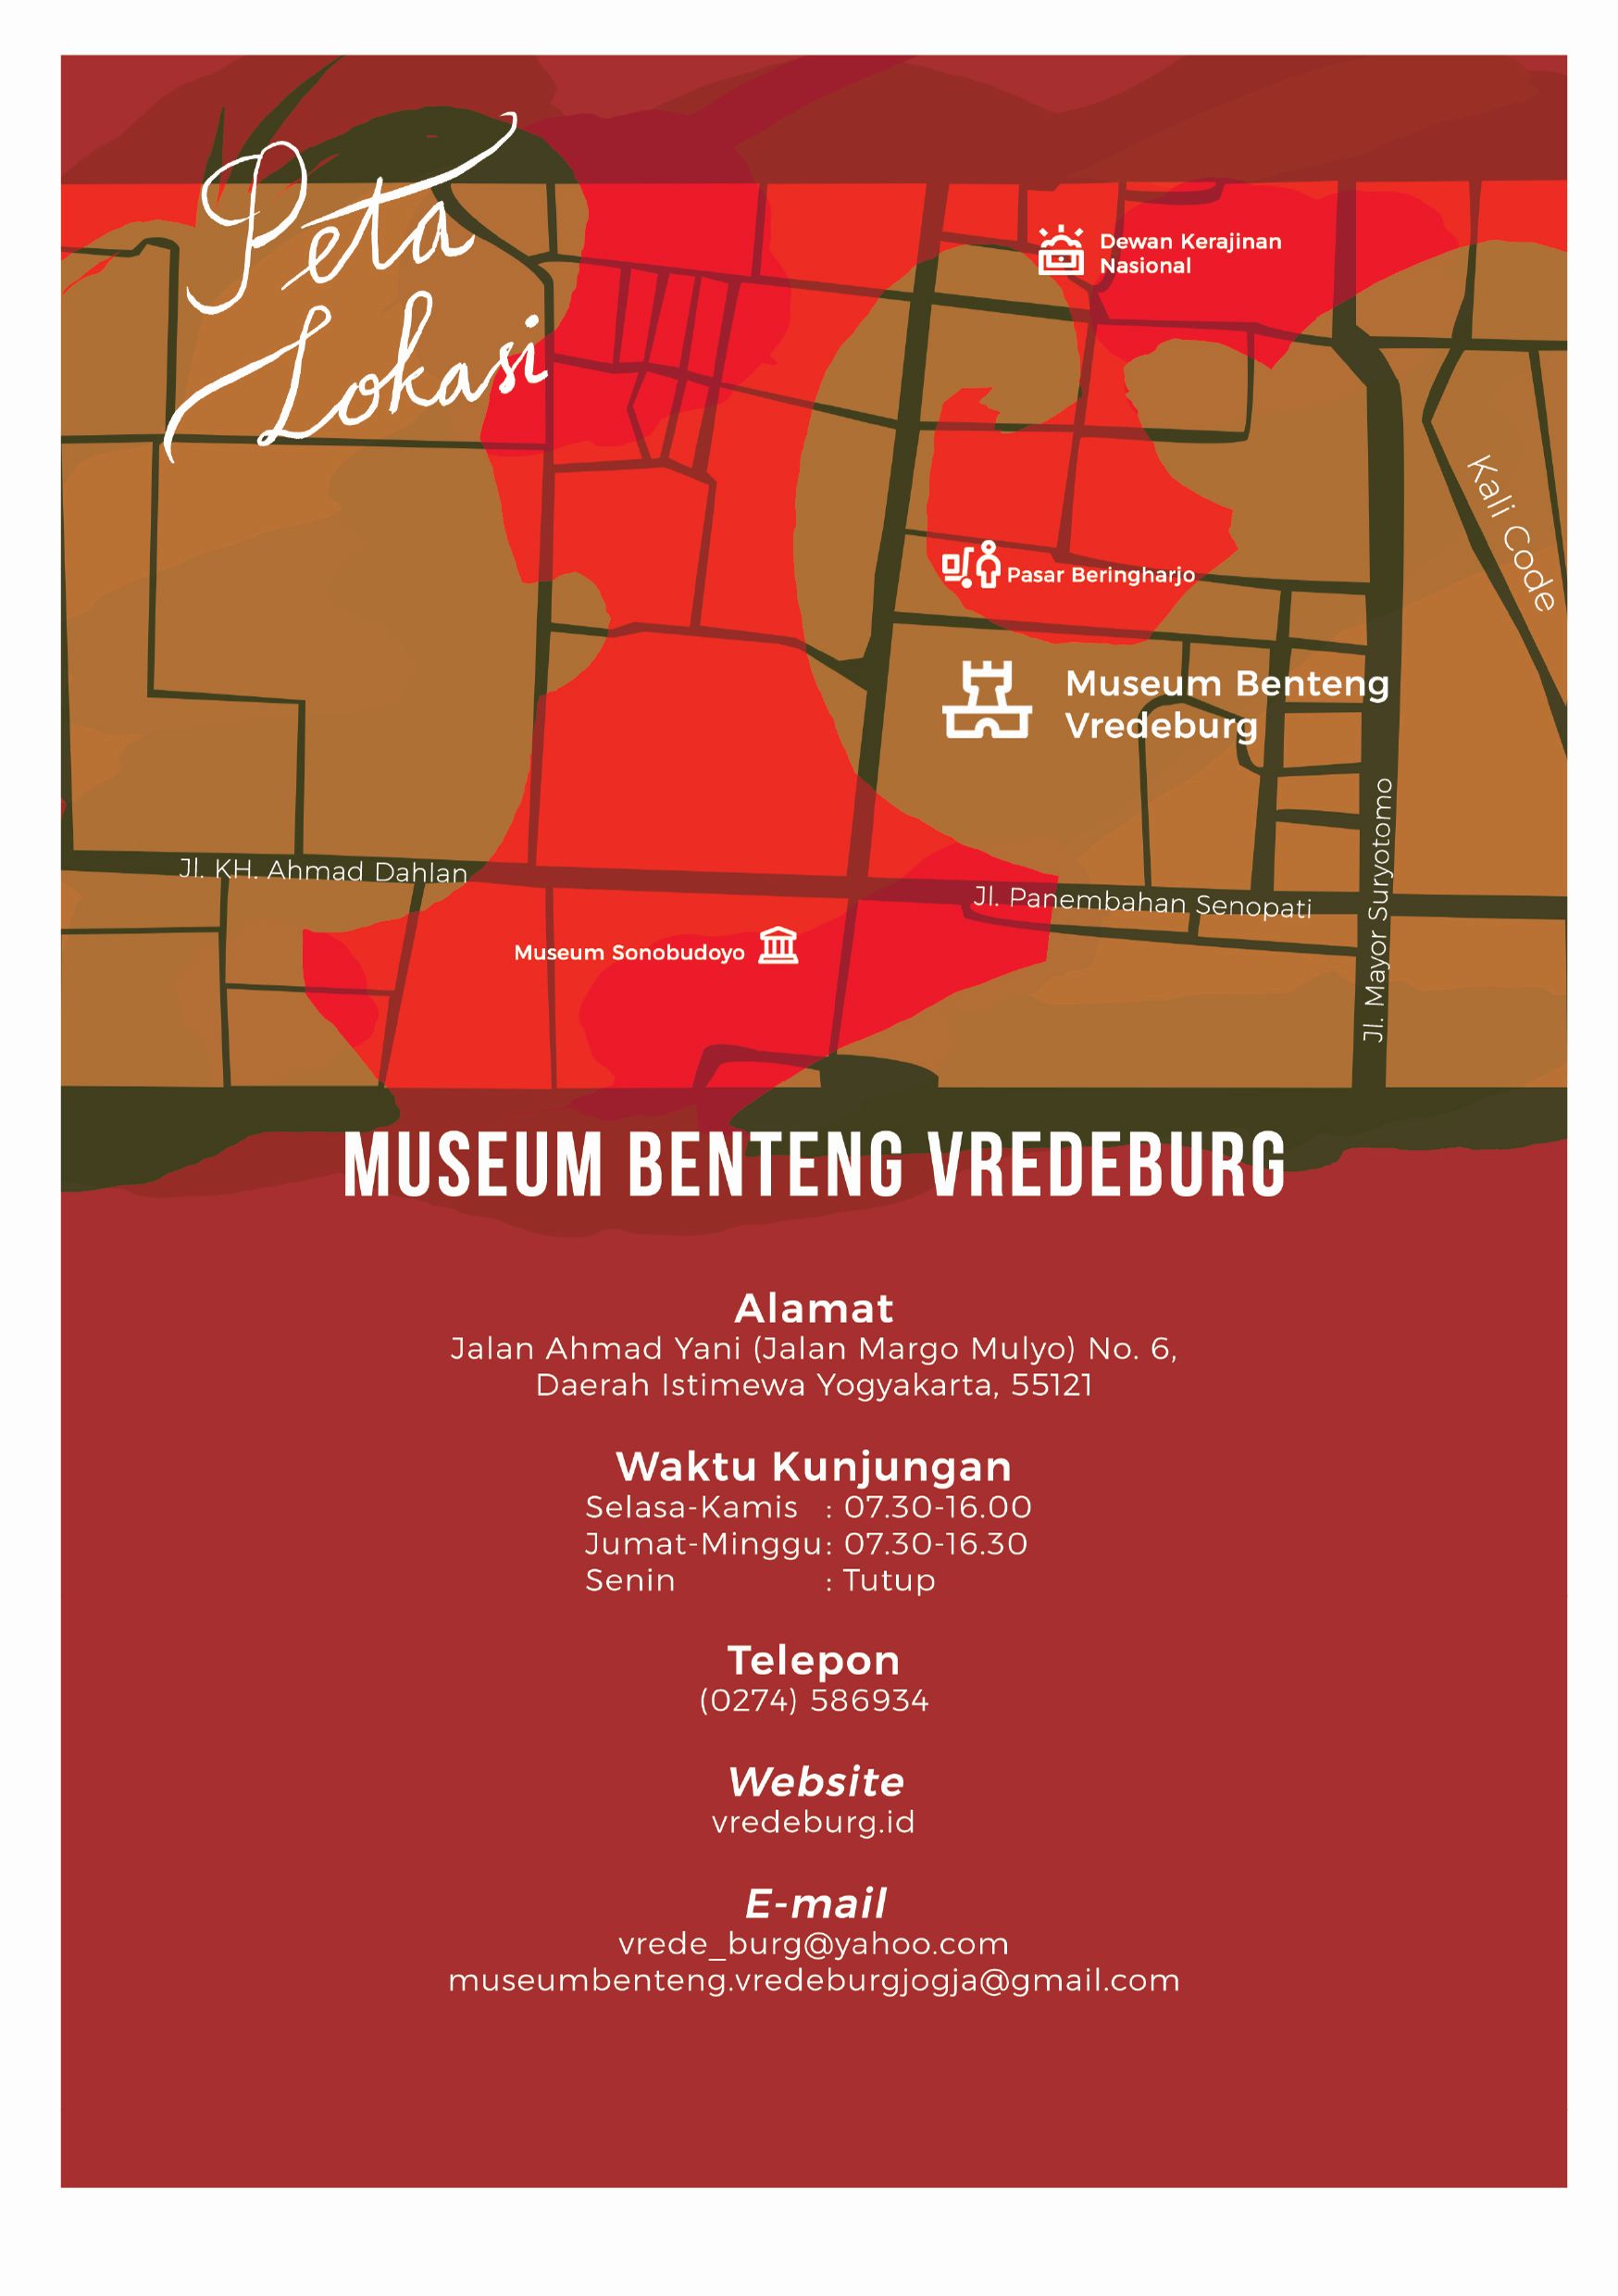 Peta
Lokasi
Dewan Kerajinan
Nasional
Kali Code
Pasar Beringharjo
Museum Benteng
Vredeburg
Jl. KH. Ahmad Dahlan
Jl. Panembahan Senopati
Jl. Mayor Suryotomo
Museum Sonobudoyo
MUSEUM BENTENG VREDEBURG
Alamat
Jalan Ahmad Yani (Jalan Margo Mulyo) No. 6,
Daerah Istimewa Yogyakarta, 55121
Waktu Kunjungan
Selasa-Kamis : 07.30-16.00
Jumat-Minggu: 07.30-16.30
Senin : Tutup
Telepon
(0274) 586934
Website
vredeburg.id
E-mail
vrede_burg@yahoo.com
museumbenteng.vredeburgjogja@gmail.com